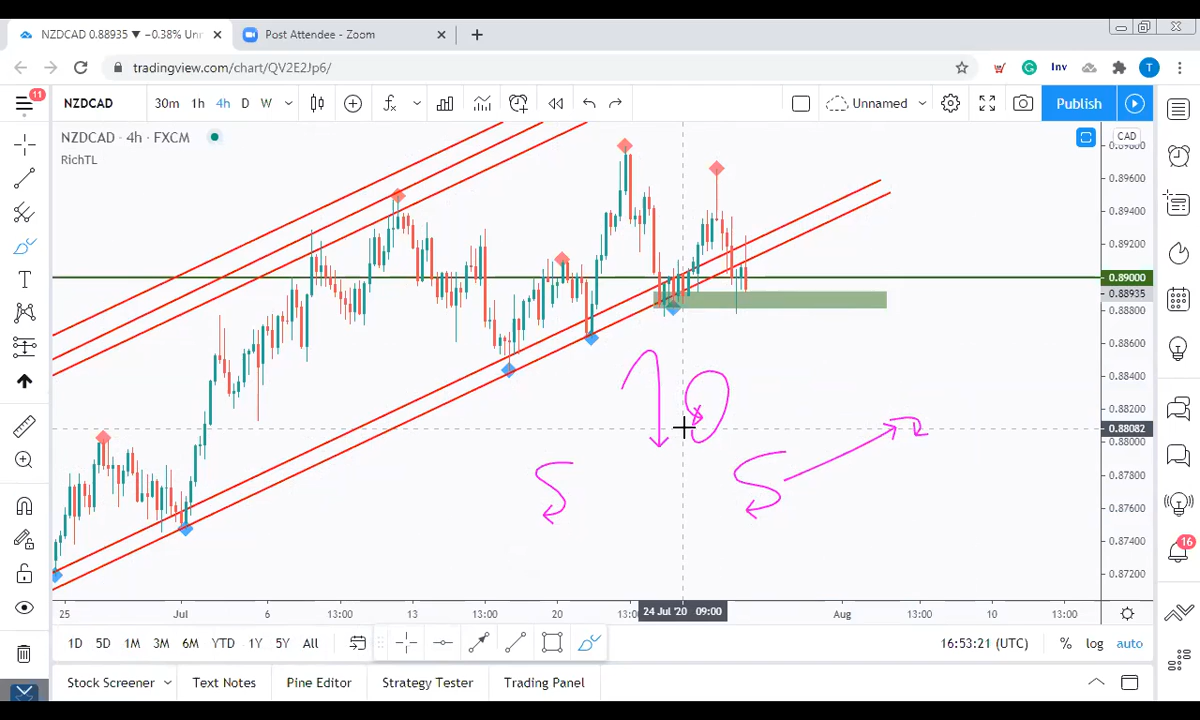 NZDCAD 0.88935 ▼ −0.38% Unr
Post Attendee - Zoom
tradingview.com/chart/QV2E2Jp6/
Inv
T
11
NZDCAD
30m 1h 4h D W
Unnamed
Publish
NZDCAD · 4h · FXCM
RichTL
CAD
0.89800
0.89600
0.89400
0.89200
0.89000
0.88935
0.88800
0.88600
0.88400
0.88200
0.88082
0.88000
0.87800
0.87600
0.87400
0.87200
16
25 Jul 6 13:00 13 13:00 20 13:0 24 Jul '20 09:00 Aug 13:00 10 13:00
1D 5D 1M 3M 6M YTD 1Y 5Y All
16:53:21 (UTC) % log auto
Stock Screener Text Notes Pine Editor Strategy Tester Trading Panel